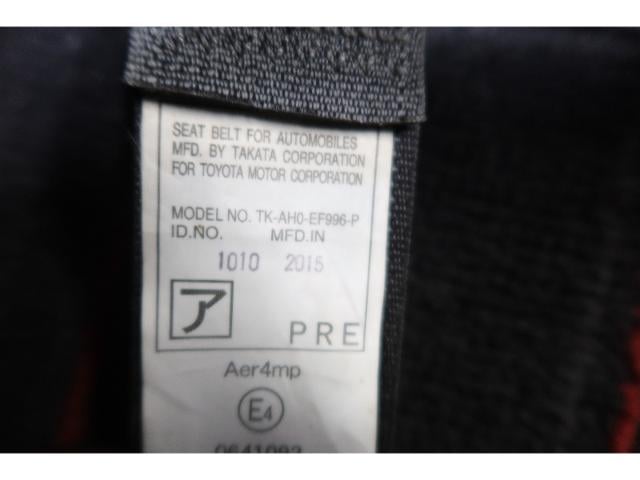 SEAT BELT FOR AUTOMOBILES
MFD. BY TAKATA CORPORATION
FOR TOYOTA MOTOR CORPORATION
MODEL NO. TK-AH0-EF996-P
ID.NO. MFD.IN
1010 2015
ア PRE
Aer4mp
E4